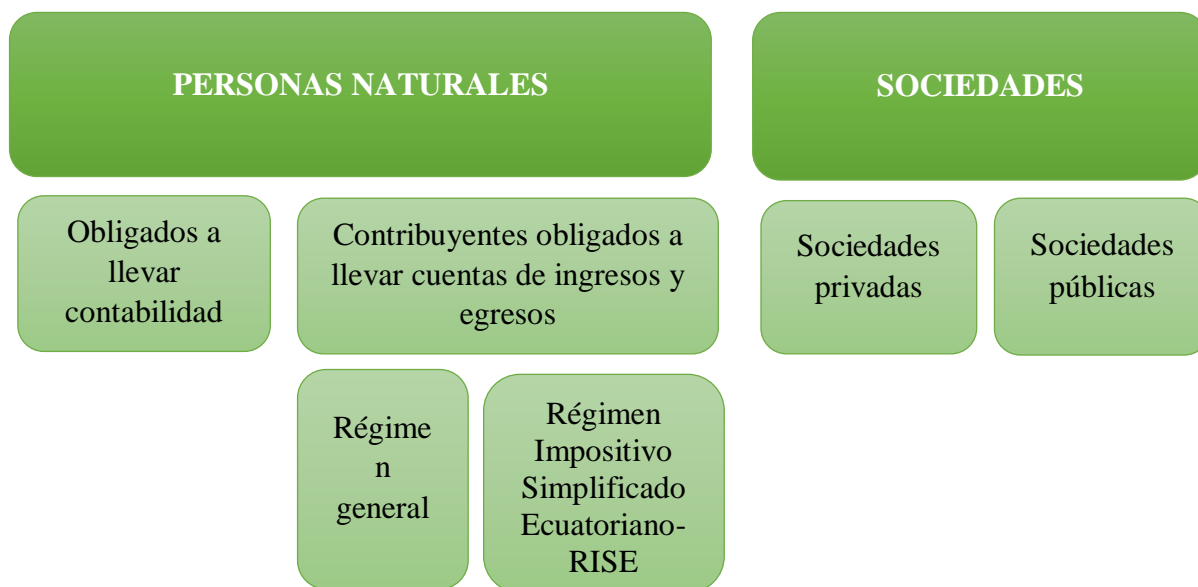 PERSONAS NATURALES
SOCIEDADES
Obligados a
llevar
contabilidad
Contribuyentes obligados a
llevar cuentas de ingresos y
egresos
Sociedades
privadas
Sociedades
públicas
Régime
n
general
Régimen
Impositivo
Simplificado
Ecuatoriano-
RISE